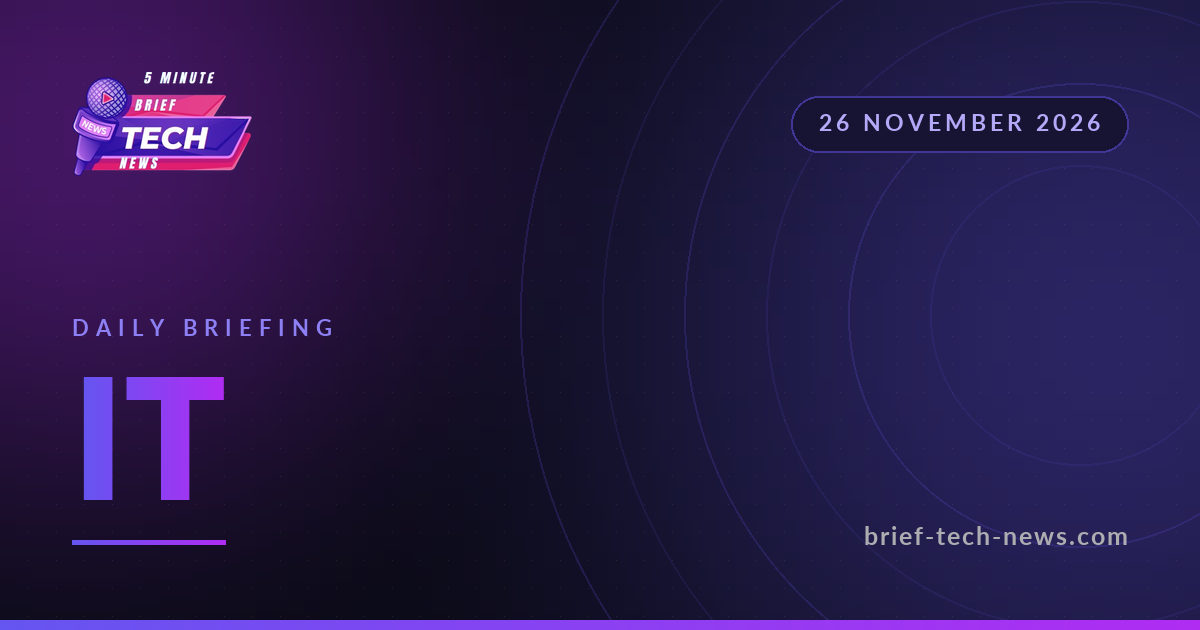 5 MINUTE
BRIEF
NEWS
TECH
NEWS
26 NOVEMBER 2026
DAILY BRIEFING
IT
brief-tech-news.com